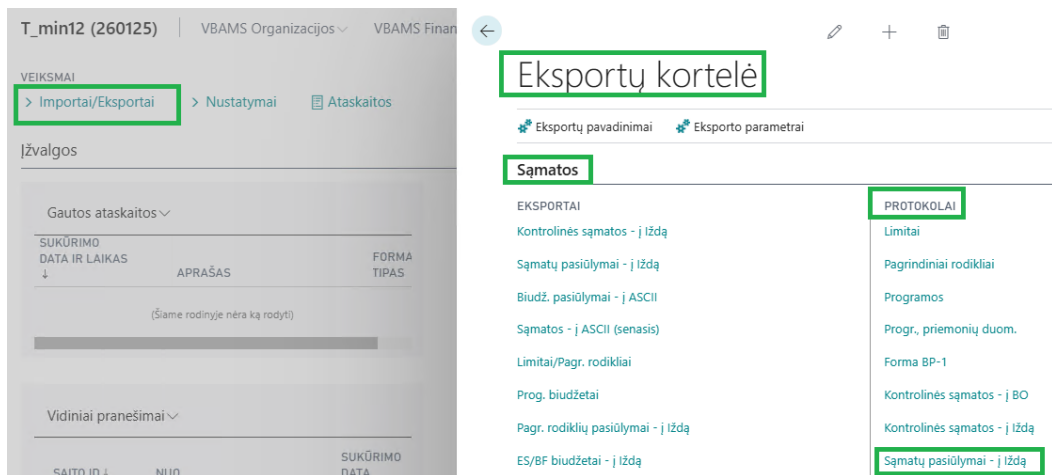 T_min12 (260125)
VBAMS Organizacijos
VBAMS Finan
VEIKSMAI
> Importai/Eksportai
> Nustatymai
Ataskaitos
Įžvalgos
Gautos ataskaitos
SUKŪRIMO
DATA IR LAIKAS
↓
APRAŠAS
FORMA
TIPAS
(Šiame rodinyje nėra ką rodyti)
Vidiniai pranešimai
SAITO ID ↓
NUO
SUKŪRIMO
DATA
Eksportų kortelė
Eksportų pavadinimai
Eksporto parametrai
Sąmatos
EKSPORTAI
Kontrolinės sąmatos - į Iždą
Sąmatų pasiūlymai - į Iždą
Biudž. pasiūlymai - į ASCII
Sąmatos - į ASCII (senasis)
Limitai/Pagr. rodikliai
Prog. biudžetai
Pagr. rodiklių pasiūlymai - į Iždą
ES/BF biudžetai - į Iždą
PROTOKOLAI
Limitai
Pagrindiniai rodikliai
Programos
Progr., priemonių duom.
Forma BP-1
Kontrolinės sąmatos - į BO
Kontrolinės sąmatos - į Iždą
Sąmatų pasiūlymai - į Iždą